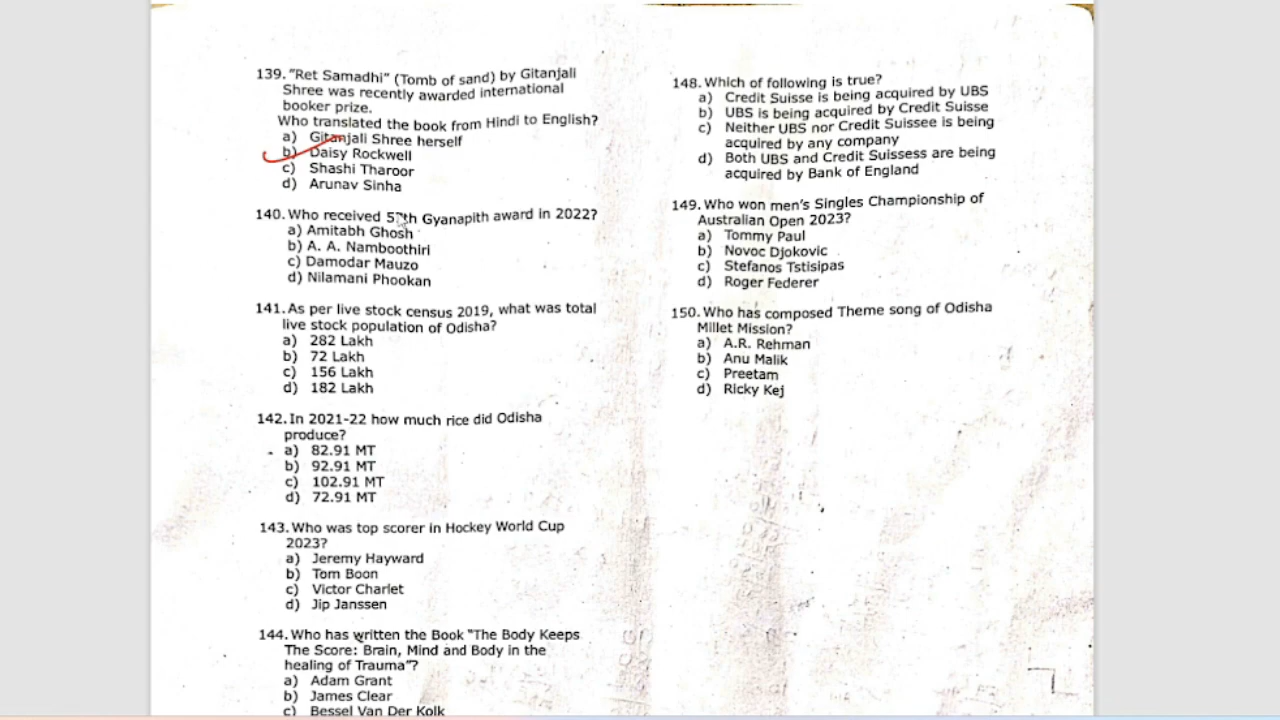 139. "Ret Samadhi" (Tomb of sand) by Gitanjali
Shree was recently awarded international
booker prize.
Who translated the book from Hindi to English?
a) Gitanjali Shree herself
b) Daisy Rockwell
c) Shashi Tharoor
d) Arunav Sinha
140. Who received 57th Gyanapith award in 2022?
a) Amitabh Ghosh
b) A. A. Namboothiri
c) Damodar Mauzo
d) Nilamani Phookan
141. As per live stock census 2019, what was total
live stock population of Odisha?
a) 282 Lakh
b) 72 Lakh
c) 156 Lakh
d) 182 Lakh
142. In 2021-22 how much rice did Odisha
produce?
a) 82.91 MT
b) 92.91 MT
c) 102.91 MT
d) 72.91 MT
143. Who was top scorer in Hockey World Cup
2023?
a) Jeremy Hayward
b) Tom Boon
c) Victor Charlet
d) Jip Janssen
144. Who has written the Book "The Body Keeps
The Score: Brain, Mind and Body in the
healing of Trauma"?
a) Adam Grant
b) James Clear
c) Bessel Van Der Kolk
148. Which of following is true?
a) Credit Suisse is being acquired by UBS
b) UBS is being acquired by Credit Suisse
c) Neither UBS nor Credit Suissee is being
acquired by any company
d) Both UBS and Credit Suissess are being
acquired by Bank of England
149. Who won men's Singles Championship of
Australian Open 2023?
a) Tommy Paul
b) Novoc Djokovic
c) Stefanos Tstisipas
d) Roger Federer
150. Who has composed Theme song of Odisha
Millet Mission?
a) A.R. Rehman
b) Anu Malik
c) Preetam
d) Ricky Kej